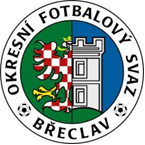 OKRESNÍ FOTBALOVÝ SVAZ
BŘECLAV